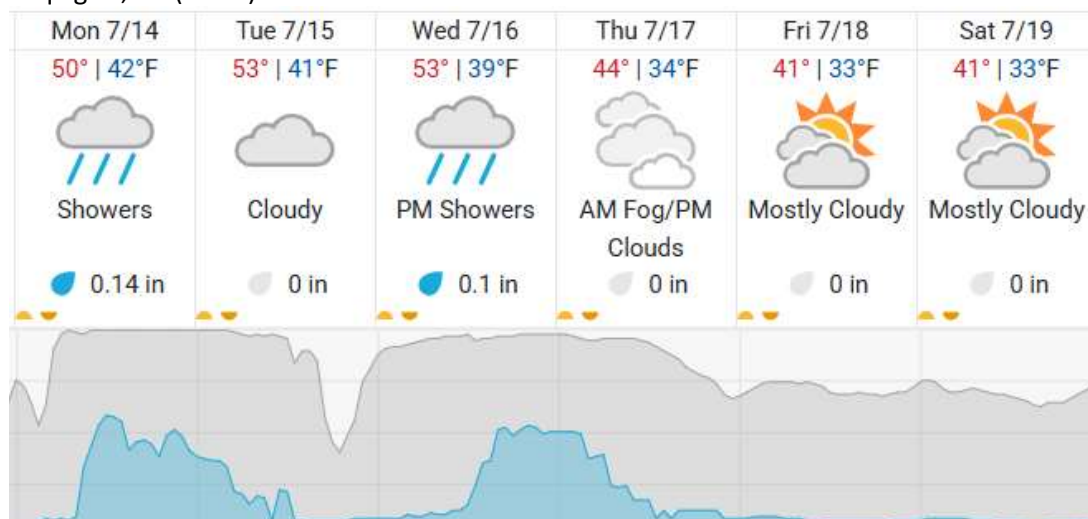 Mon 7/14 Tue 7/15 Wed 7/16 Thu 7/17 Fri 7/18 Sat 7/19
50° | 42°F 53° | 41°F 53° | 39°F 44° | 34°F 41° | 33°F 41° | 33°F
Showers Cloudy PM Showers AM Fog/PM Mostly Cloudy Mostly Cloudy
Clouds
0.14 in 0 in 0.1 in 0 in 0 in 0 in